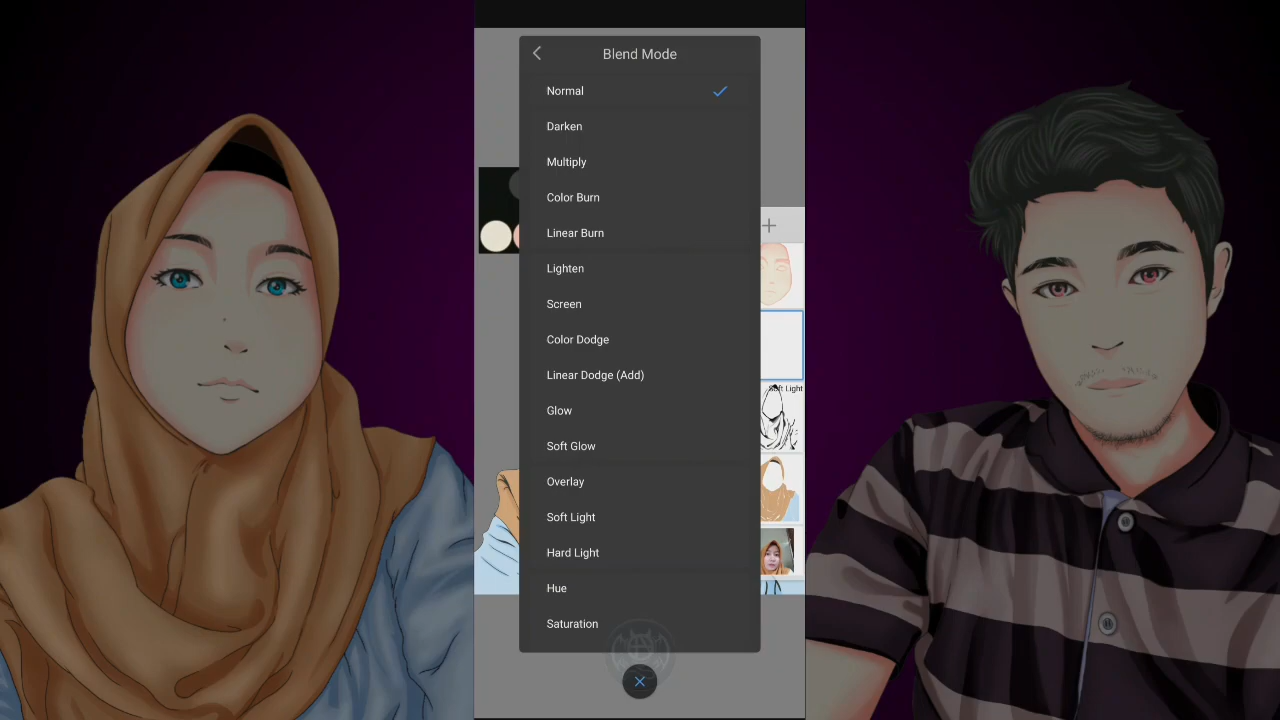 Blend Mode
Normal
Darken
Multiply
Color Burn
Linear Burn
Lighten
Screen
Color Dodge
Linear Dodge (Add)
Soft Light
Glow
Soft Glow
Overlay
Soft Light
Hard Light
Hue
Saturation